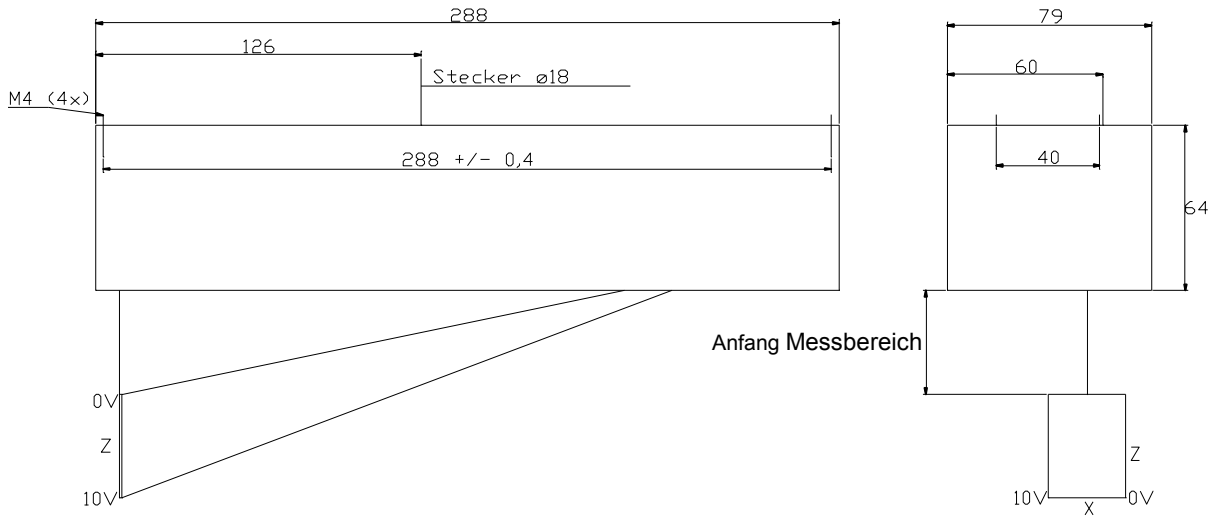 288
79
126
60
Stecker ø18
M4 (4x)
288 +/- 0,4
40
64
Anfang Messbereich
0V
Z
Z
10V
10V
0V
X